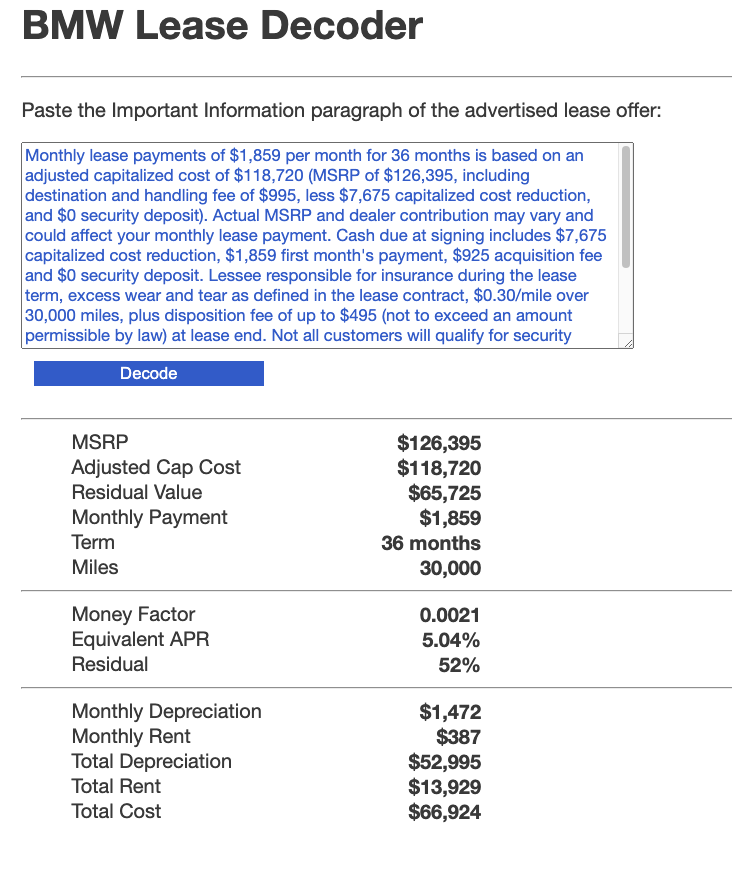 BMW Lease Decoder
Paste the Important Information paragraph of the advertised lease offer:
Monthly lease payments of $1,859 per month for 36 months is based on an
adjusted capitalized cost of $118,720 (MSRP of $126,395, including
destination and handling fee of $995, less $7,675 capitalized cost reduction,
and $0 security deposit). Actual MSRP and dealer contribution may vary and
could affect your monthly lease payment. Cash due at signing includes $7,675
capitalized cost reduction, $1,859 first month's payment, $925 acquisition fee
and $0 security deposit. Lessee responsible for insurance during the lease
term, excess wear and tear as defined in the lease contract, $0.30/mile over
30,000 miles, plus disposition fee of up to $495 (not to exceed an amount
permissible by law) at lease end. Not all customers will qualify for security
Decode
MSRP $126,395
Adjusted Cap Cost $118,720
Residual Value $65,725
Monthly Payment $1,859
Term 36 months
Miles 30,000
Money Factor 0.0021
Equivalent APR 5.04%
Residual 52%
Monthly Depreciation $1,472
Monthly Rent $387
Total Depreciation $52,995
Total Rent $13,929
Total Cost $66,924